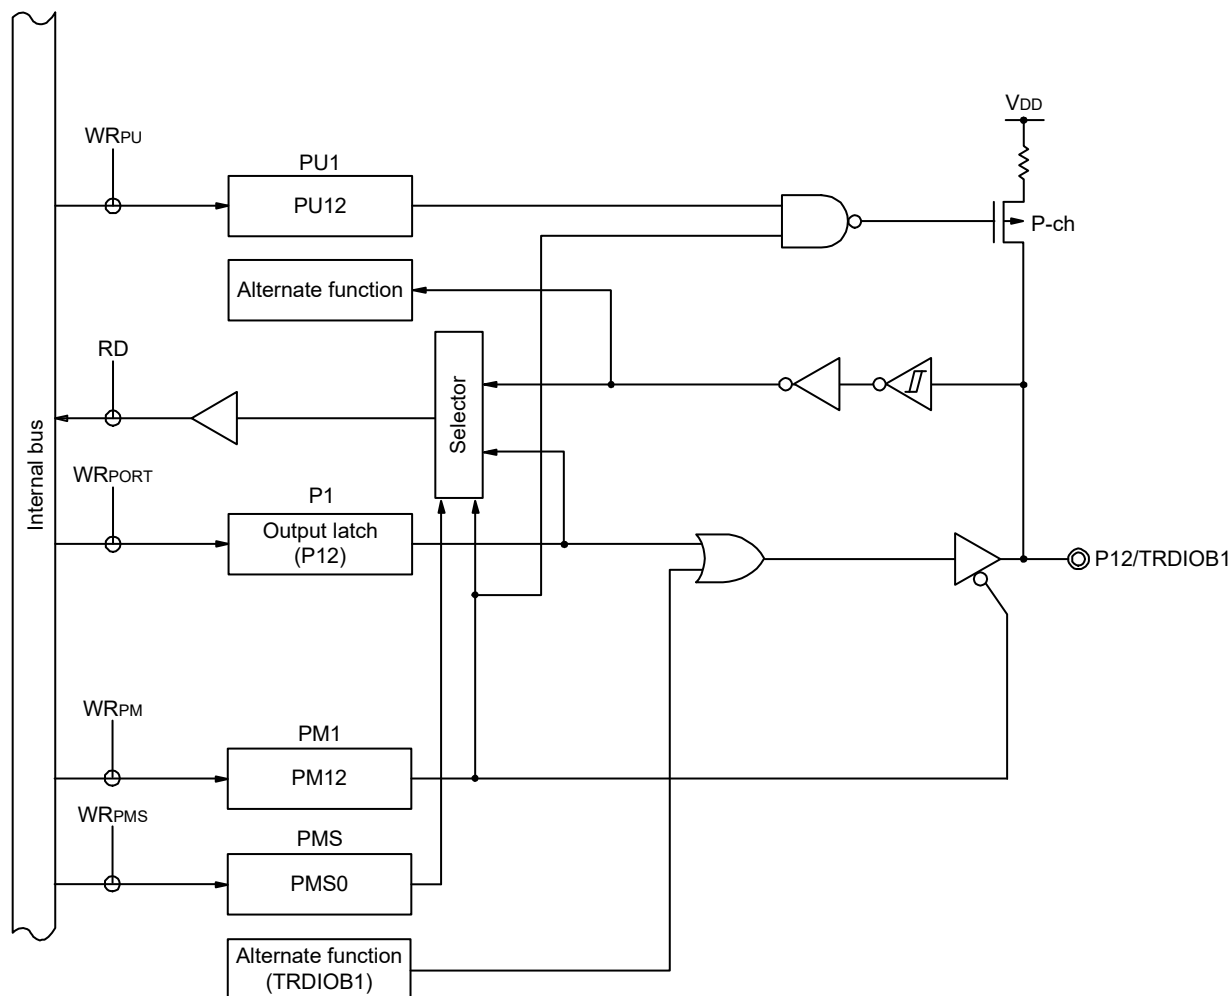 VDD
WRPU
PU1
PU12
P-ch
Alternate function
RD
Selector
Internal bus
WRPORT
P1
Output latch
(P12)
P12/TRDIOB1
WRPM
PM1
PM12
WRPMS
PMS
PMS0
Alternate function
(TRDIOB1)